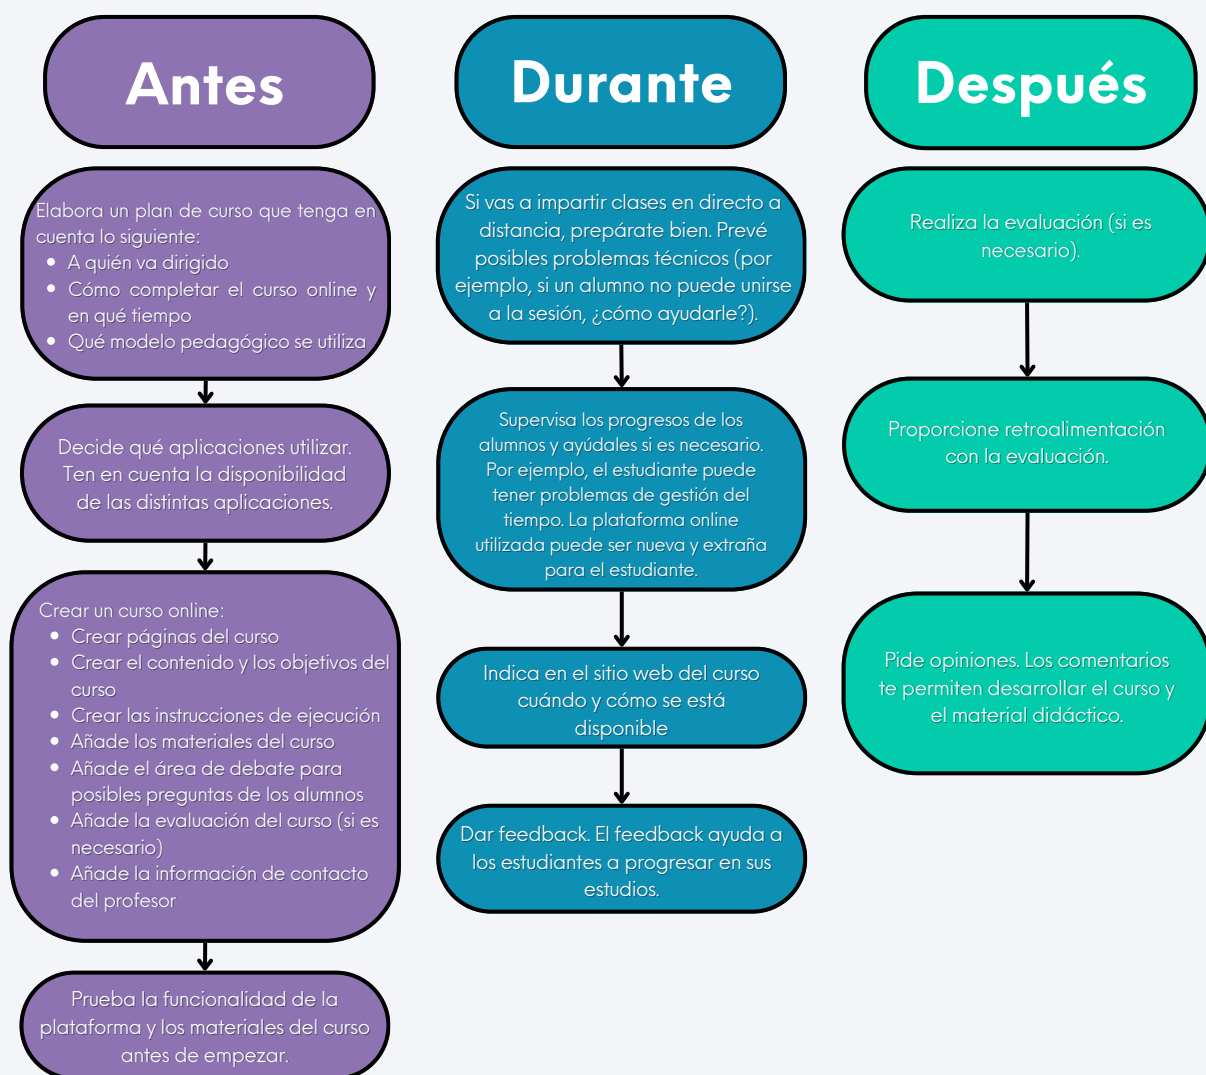 Antes
Elabora un plan de curso que tenga en
cuenta lo siguiente:
• A quién va dirigido
• Cómo completar el curso online y
en qué tiempo
• Qué modelo pedagógico se utiliza
Decide qué aplicaciones utilizar.
Ten en cuenta la disponibilidad
de las distintas aplicaciones.
Crear un curso online:
• Crear páginas del curso
• Crear el contenido y los objetivos del
curso
• Crear las instrucciones de ejecución
• Añade los materiales del curso
• Añade el área de debate para
posibles preguntas de los alumnos
• Añade la evaluación del curso (si es
necesario)
• Añade la información de contacto
del profesor
Prueba la funcionalidad de la
plataforma y los materiales del curso
antes de empezar.
Durante
Si vas a impartir clases en directo a
distancia, prepárate bien. Prevé
posibles problemas técnicos (por
ejemplo, si un alumno no puede unirse
a la sesión, ¿cómo ayudarle?).
Supervisa los progresos de los
alumnos y ayúdales si es necesario.
Por ejemplo, el estudiante puede
tener problemas de gestión del
tiempo. La plataforma online
utilizada puede ser nueva y extraña
para el estudiante.
Indica en el sitio web del curso
cuándo y cómo se está
disponible
Dar feedback. El feedback ayuda a
los estudiantes a progresar en sus
estudios.
Después
Realiza la evaluación (si es
necesario).
Proporcione retroalimentación
con la evaluación.
Pide opiniones. Los comentarios
te permiten desarrollar el curso y
el material didáctico.